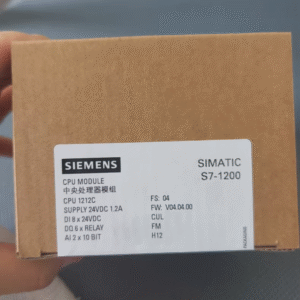 SIEMENS
SIMATIC
S7-1200
CPU MODULE
中央处理器模组
CPU 1212C
SUPPLY 24VDC 1.2A
DI 8 x 24VDC
DQ 6 x RELAY
AI 2 x 10 BIT
FS: 04
FW: V04.04.00
CUL
FM
H12